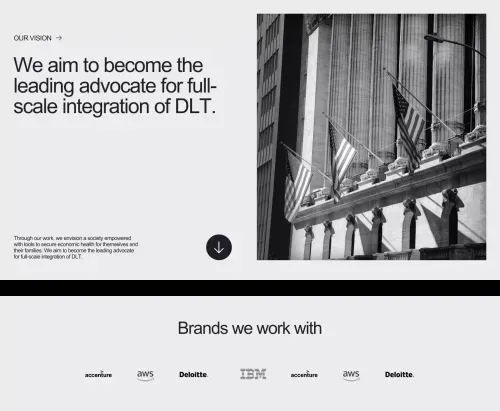 OUR VISION →
We aim to become the
leading advocate for full-
scale integration of DLT.
Through our work, we envision a society empowered
with tools to secure economic health for themselves and
their families. We aim to become the leading advocate
for full-scale integration of DLT.
Brands we work with
accenture aws Deloitte. IBM accenture aws Deloitte.